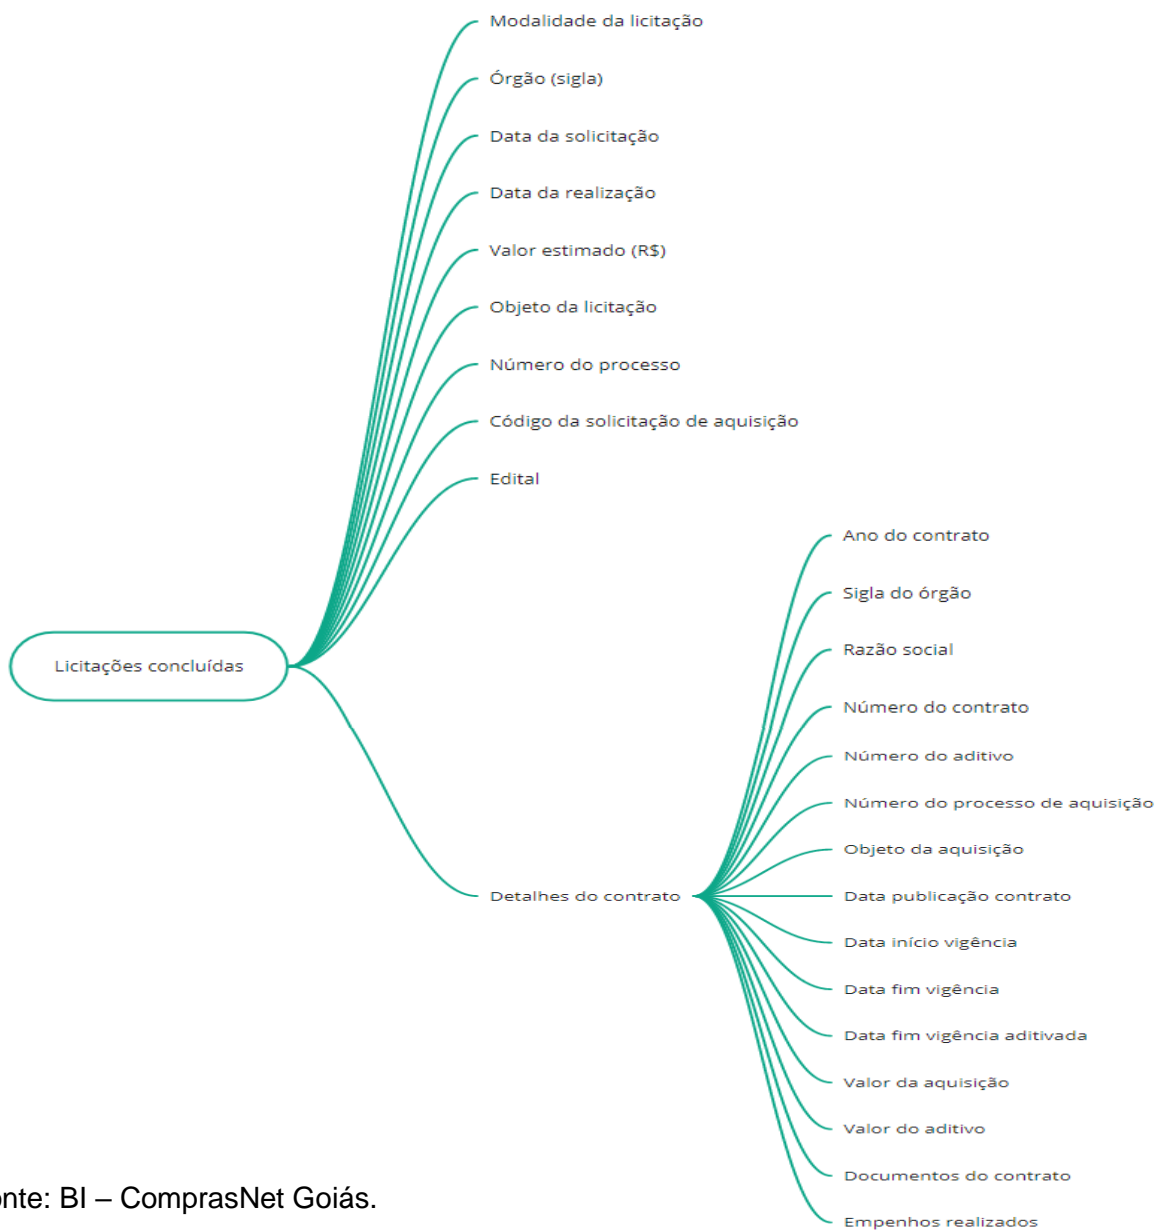 Modalidade da licitação
Órgão (sigla)
Data da solicitação
Data da realização
Valor estimado (R$)
Objeto da licitação
Número do processo
Código da solicitação de aquisição
Edital
Licitações concluídas
Detalhes do contrato
Ano do contrato
Sigla do órgão
Razão social
Número do contrato
Número do aditivo
Número do processo de aquisição
Objeto da aquisição
Data publicação contrato
Data início vigência
Data fim vigência
Data fim vigência aditivada
Valor da aquisição
Valor do aditivo
Documentos do contrato
Empenhos realizados
nte: BI – ComprasNet Goiás.